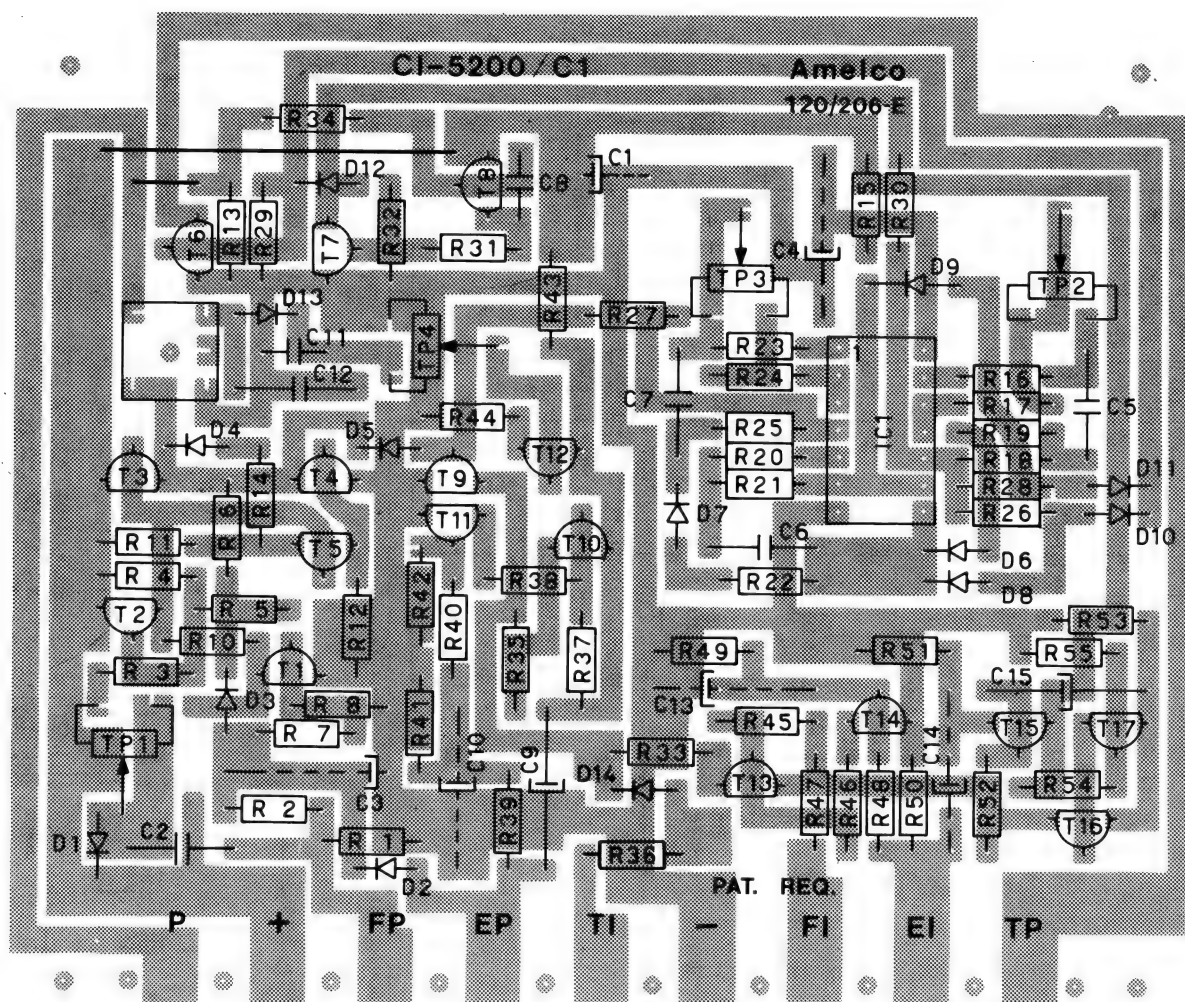 CI-5200/C1 Amelco
120/206-E
R34
D12 T8 C8 C1 R15 R30
T6 R13 R29 T7 R32 R31 C4
R43 TP3 D9 TP2
D13 TP4 R27
C11 R23 1
C12 R24 R16
C7 IC1 R17 C5
R44 R25 R19
D4 D5 T12 R20 R18
T3 R14 T4 T9 R21 R28 D11
R6 T11 D7 R26 D10
R11 T5 T10 C6 D6
R4 R42 R38 R22 D8
T2 R5 R12 R40 R53
R10 R35 R37 R49 R51 R55
R3 T1
D3 R8 C13 C15
TP1 R7 R41 C10 C9 R33 R45 T14 C14 T15 T17
C3 D14 T13 R47 R46 R48 R50 R52 R54
R2 R39 T16
D1 C2 R1 R36
D2 PAT. REQ.
P + FP EP TI - FI EI TP